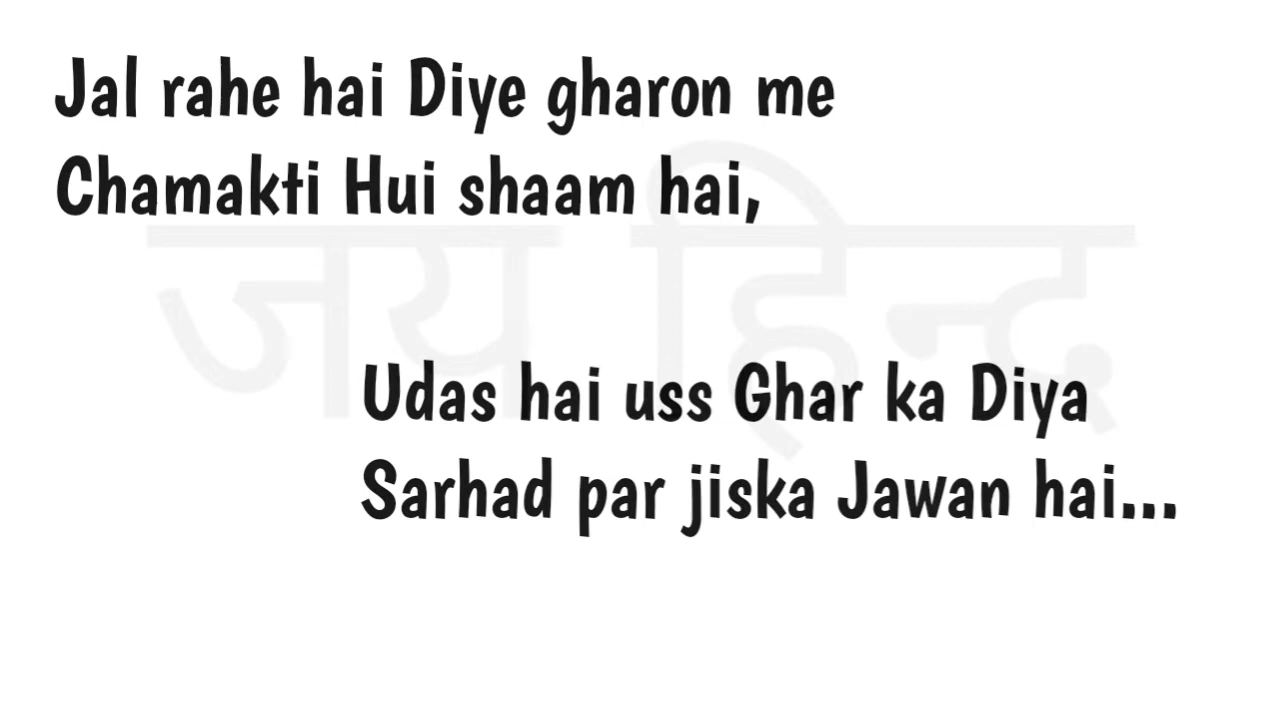 Jal rahe hai Diye gharon me
Chamakti Hui shaam hai,
जय हिन्द
Udas hai uss Ghar ka Diya
Sarhad par jiska Jawan hai...